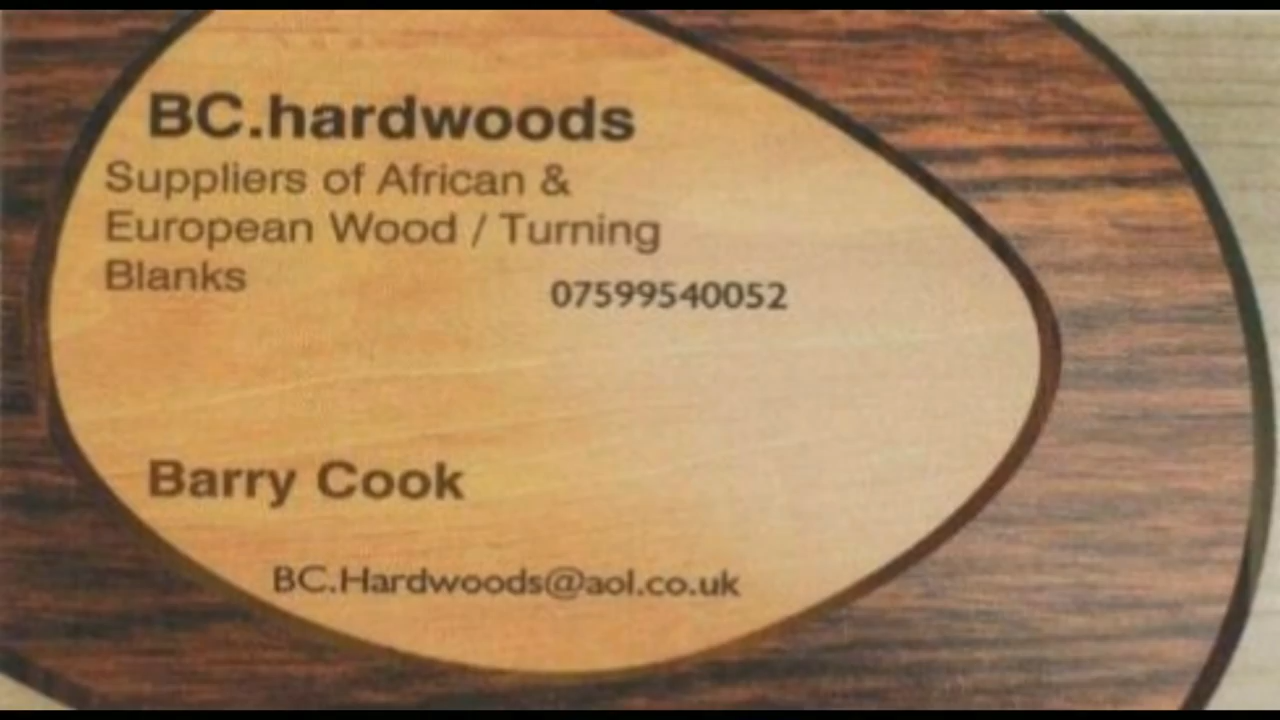 BC.hardwoods
Suppliers of African &
European Wood / Turning
Blanks
07599540052
Barry Cook
BC.Hardwoods@aol.co.uk